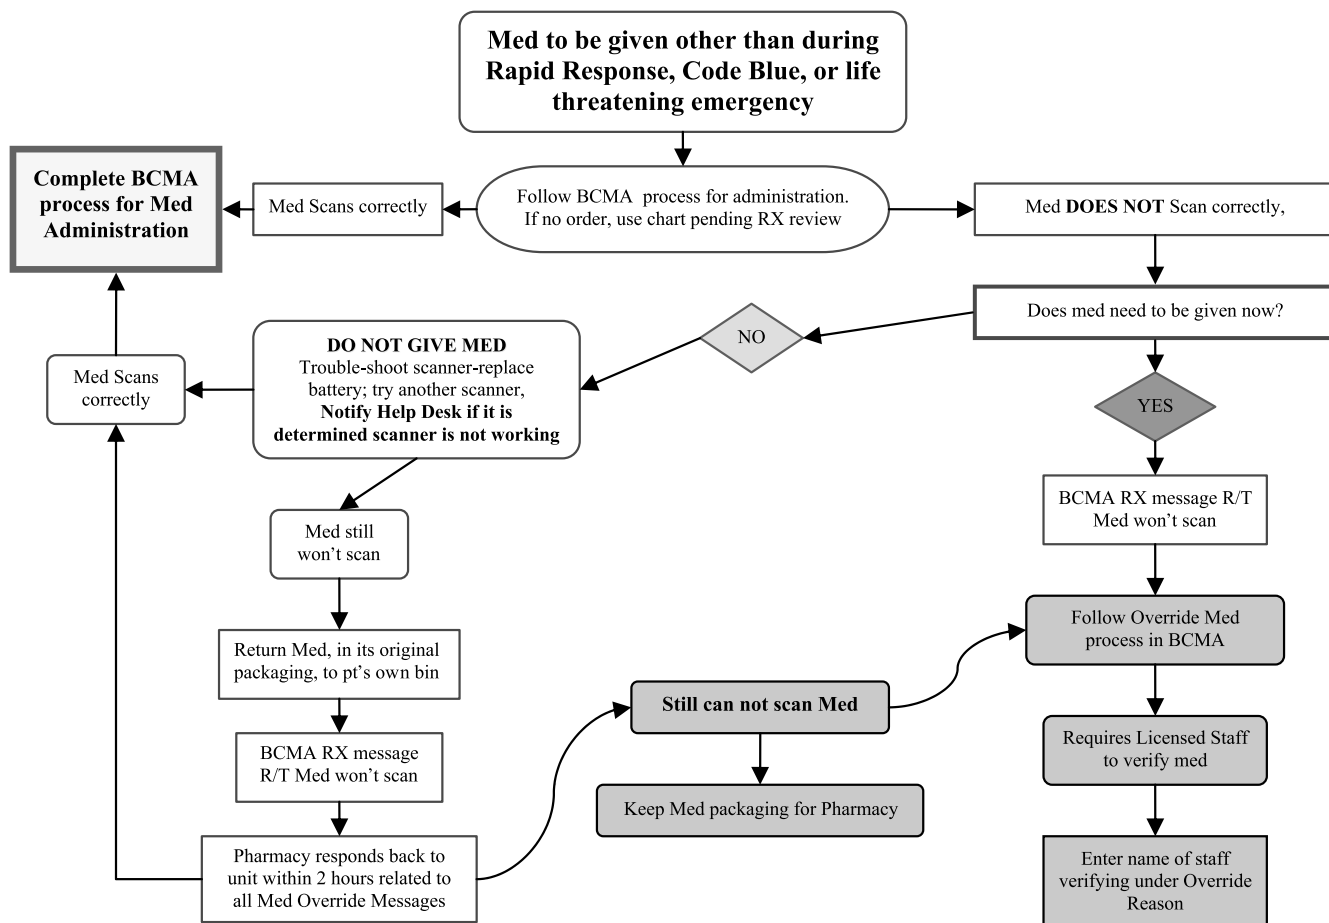 Med to be given other than during
Rapid Response, Code Blue, or life
threatening emergency
Complete BCMA
process for Med
Administration
Med Scans correctly
Follow BCMA process for administration.
If no order, use chart pending RX review
Med DOES NOT Scan correctly,
Does med need to be given now?
NO
DO NOT GIVE MED
Trouble-shoot scanner-replace
battery; try another scanner,
Notify Help Desk if it is
determined scanner is not working
Med Scans
correctly
YES
BCMA RX message R/T
Med won’t scan
Med still
won’t scan
Follow Override Med
process in BCMA
Return Med, in its original
packaging, to pt’s own bin
Still can not scan Med
Requires Licensed Staff
to verify med
BCMA RX message
R/T Med won’t scan
Keep Med packaging for Pharmacy
Pharmacy responds back to
unit within 2 hours related to
all Med Override Messages
Enter name of staff
verifying under Override
Reason